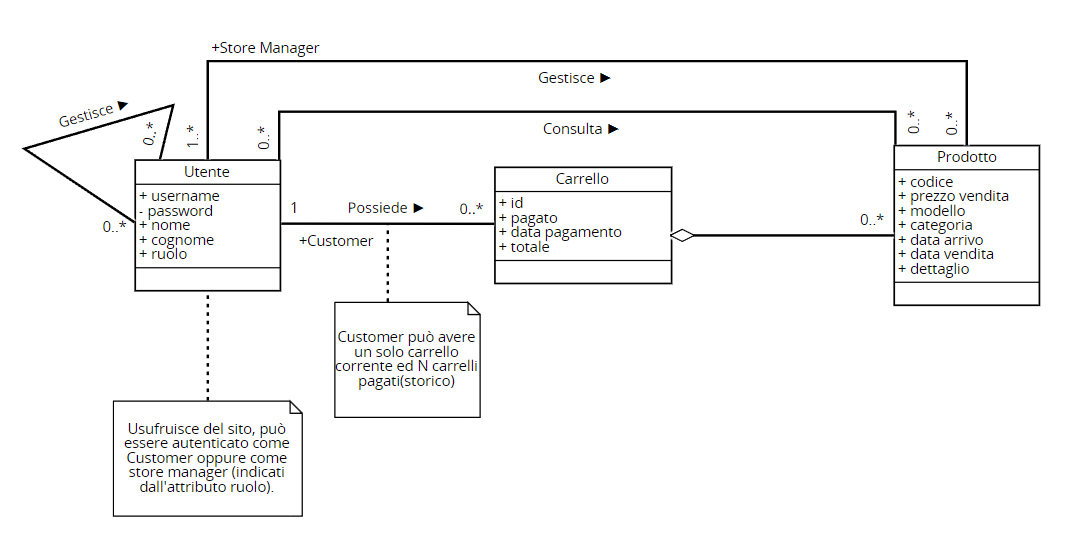 +Store Manager
Gestisce ►
Gestisce ►
0..*
1..*
0..*
Consulta ►
0..*
0..*
Utente
+ username
- password
+ nome
+ cognome
+ ruolo
0..*
1
Possiede ►
0..*
+Customer
Carrello
+ id
+ pagato
+ data pagamento
+ totale
0..*
Prodotto
+ codice
+ prezzo vendita
+ modello
+ categoria
+ data arrivo
+ data vendita
+ dettaglio
Customer può avere
un solo carrello
corrente ed N carrelli
pagati(storico)
Usufruisce del sito, può
essere autenticato come
Customer oppure come
store manager (indicati
dall'attributo ruolo).